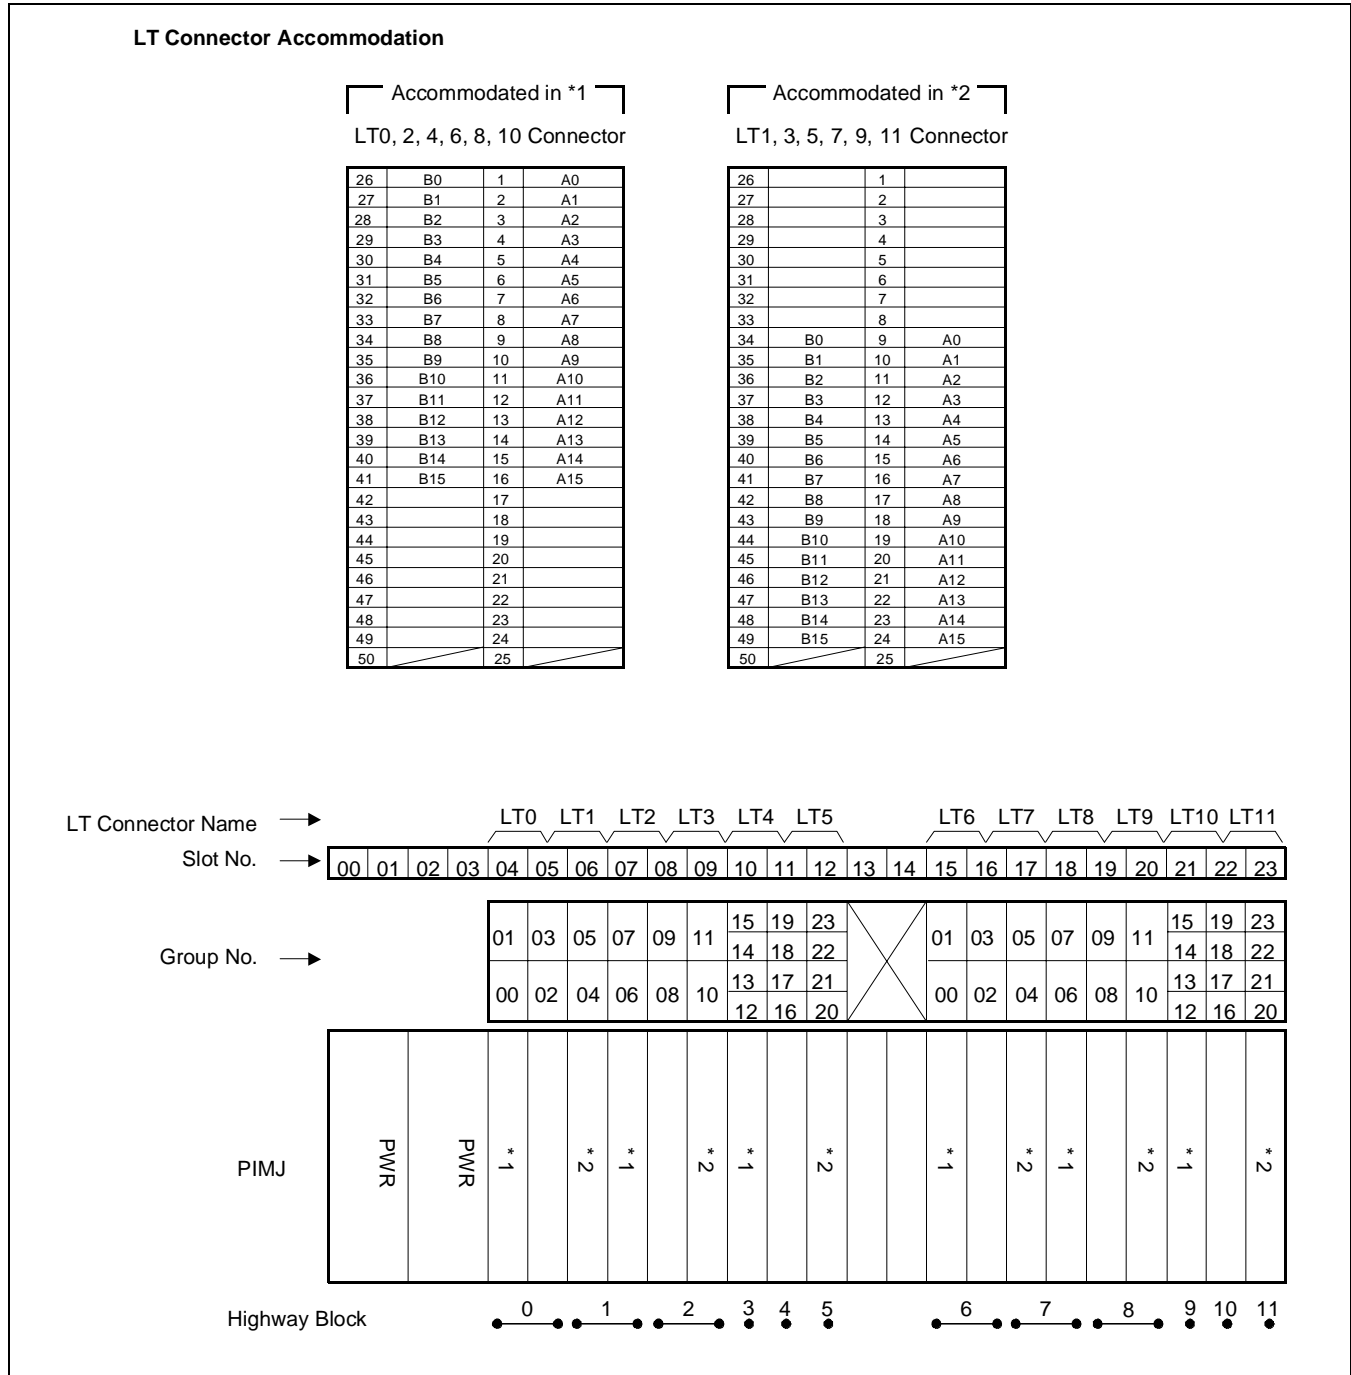 LT Connector Accommodation
Accommodated in *1 Accommodated in *2
LT0, 2, 4, 6, 8, 10 Connector LT1, 3, 5, 7, 9, 11 Connector
26 B0 1 A0 26 1
27 B1 2 A1 27 2
28 B2 3 A2 28 3
29 B3 4 A3 29 4
30 B4 5 A4 30 5
31 B5 6 A5 31 6
32 B6 7 A6 32 7
33 B7 8 A7 33 8
34 B8 9 A8 34 B0 9 A0
35 B9 10 A9 35 B1 10 A1
36 B10 11 A10 36 B2 11 A2
37 B11 12 A11 37 B3 12 A3
38 B12 13 A12 38 B4 13 A4
39 B13 14 A13 39 B5 14 A5
40 B14 15 A14 40 B6 15 A6
41 B15 16 A15 41 B7 16 A7
42 17 42 B8 17 A8
43 18 43 B9 18 A9
44 19 44 B10 19 A10
45 20 45 B11 20 A11
46 21 46 B12 21 A12
47 22 47 B13 22 A13
48 23 48 B14 23 A14
49 24 49 B15 24 A15
50 25 50 25
LT Connector Name LT0 LT1 LT2 LT3 LT4 LT5 LT6 LT7 LT8 LT9 LT10 LT11
Slot No. 00 01 02 03 04 05 06 07 08 09 10 11 12 13 14 15 16 17 18 19 20 21 22 23
Group No.
15 19 23 15 19 23
01 03 05 07 09 11 01 03 05 07 09 11
14 18 22 14 18 22
13 17 21 13 17 21
00 02 04 06 08 10 00 02 04 06 08 10
12 16 20 12 16 20
PIMJ PWR PWR *1 *2 *1 *2 *1 *2 *1 *2 *1 *2 *1 *2
Highway Block 0 1 2 3 4 5 6 7 8 9 10 11